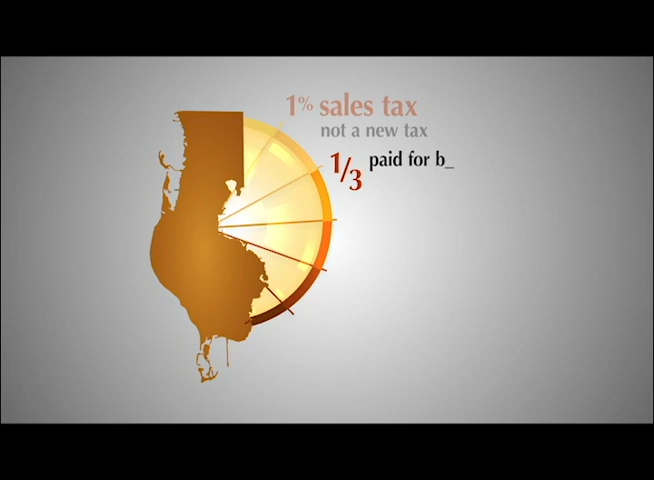 1% sales tax
not a new tax
1/3 paid for b_